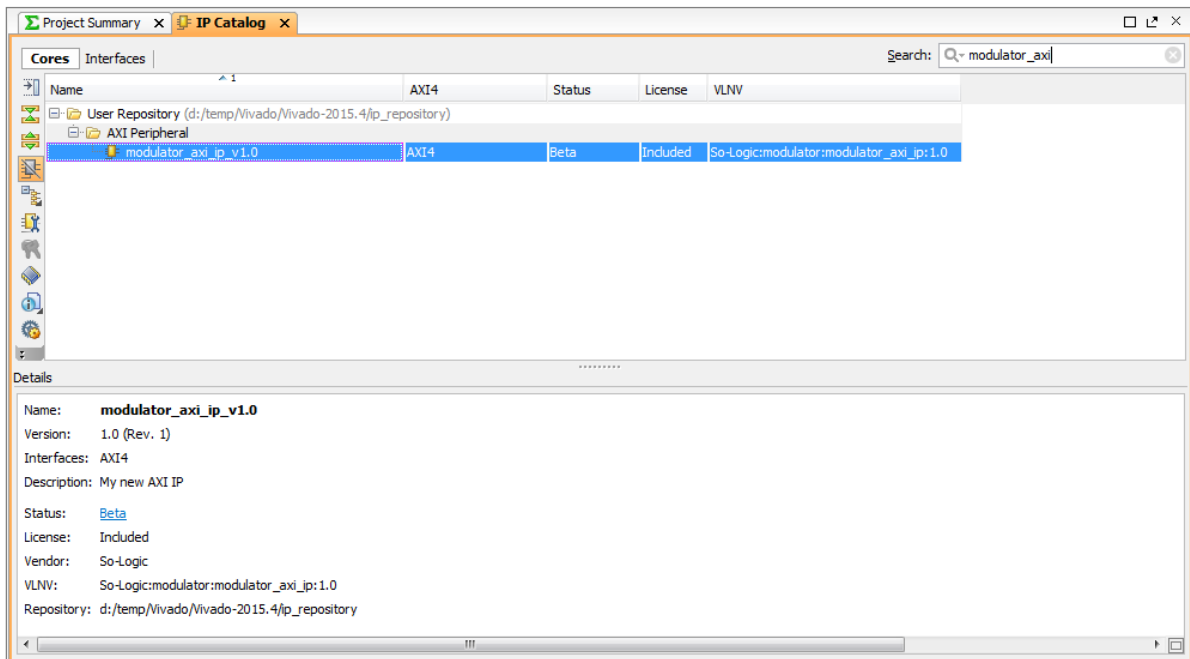 Project Summary IP Catalog
Cores Interfaces Search: modulator_axi
Name 1 AXI4 Status License VLNV
User Repository (d:/temp/Vivado/Vivado-2015.4/ip_repository)
AXI Peripheral
modulator_axi_ip_v1.0 AXI4 Beta Included So-Logic:modulator:modulator_axi_ip:1.0
Details
Name: modulator_axi_ip_v1.0
Version: 1.0 (Rev. 1)
Interfaces: AXI4
Description: My new AXI IP
Status: Beta
License: Included
Vendor: So-Logic
VLNV: So-Logic:modulator:modulator_axi_ip:1.0
Repository: d:/temp/Vivado/Vivado-2015.4/ip_repository